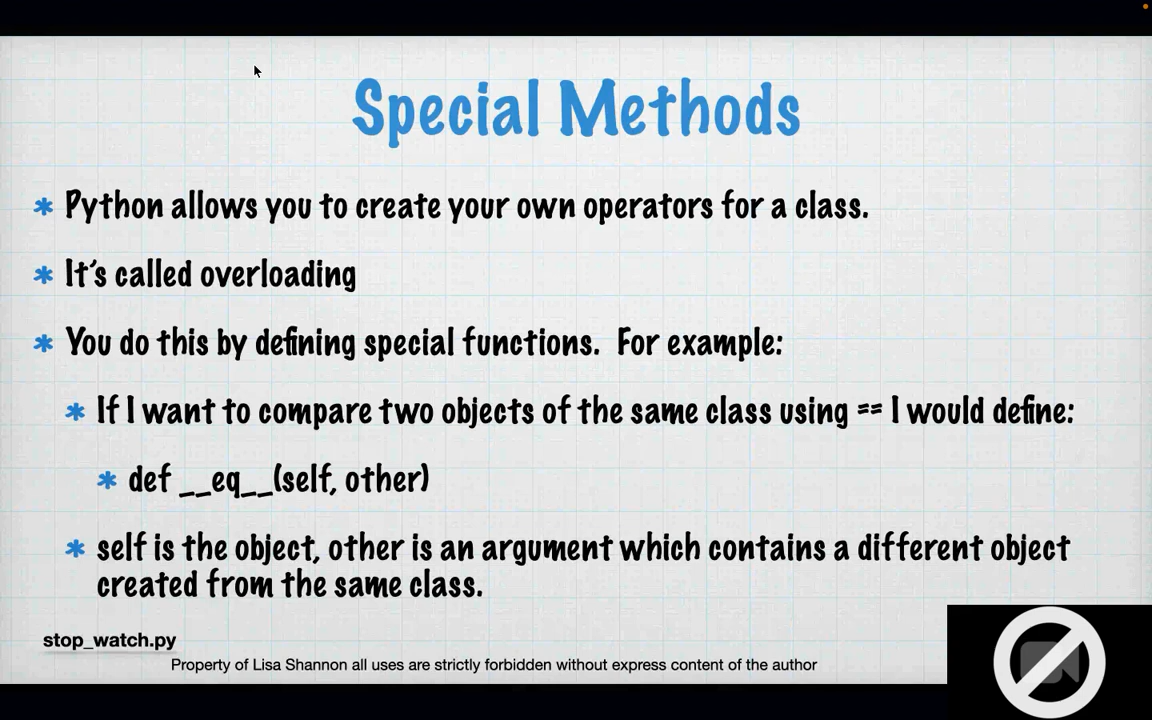 Special Methods
* Python allows you to create your own operators for a class.
* It's called overloading
* You do this by defining special functions.  For example:
* If I want to compare two objects of the same class using == I would define:
* def __eq__(self, other)
* self is the object, other is an argument which contains a different object
created from the same class.
stop_watch.py
Property of Lisa Shannon all uses are strictly forbidden without express content of the author